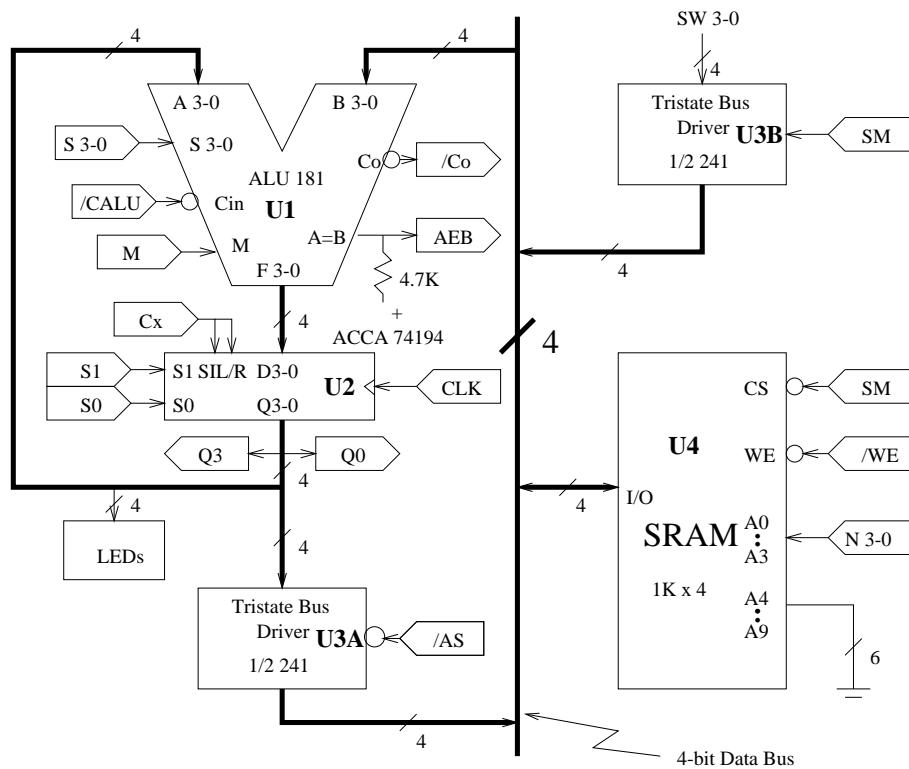 4
4
SW 3-0
4
A 3-0
B 3-0
Tristate Bus
Driver
U3B
1/2 241
SM
S 3-0
S 3-0
Co
/Co
ALU 181
/CALU
Cin
U1
M
M
A=B
AEB
F 3-0
4
4.7K
+
4
Cx
ACCA 74194
4
S1
S1 SIL/R D3-0
U2
CLK
S0
S0
Q3-0
CS
SM
U4
Q3
Q0
WE
/WE
4
4
4
I/O
A0
N 3-0
SRAM
A3
LEDs
4
1K x 4
A4
A9
6
Tristate Bus
Driver
U3A
1/2 241
/AS
4
4-bit Data Bus